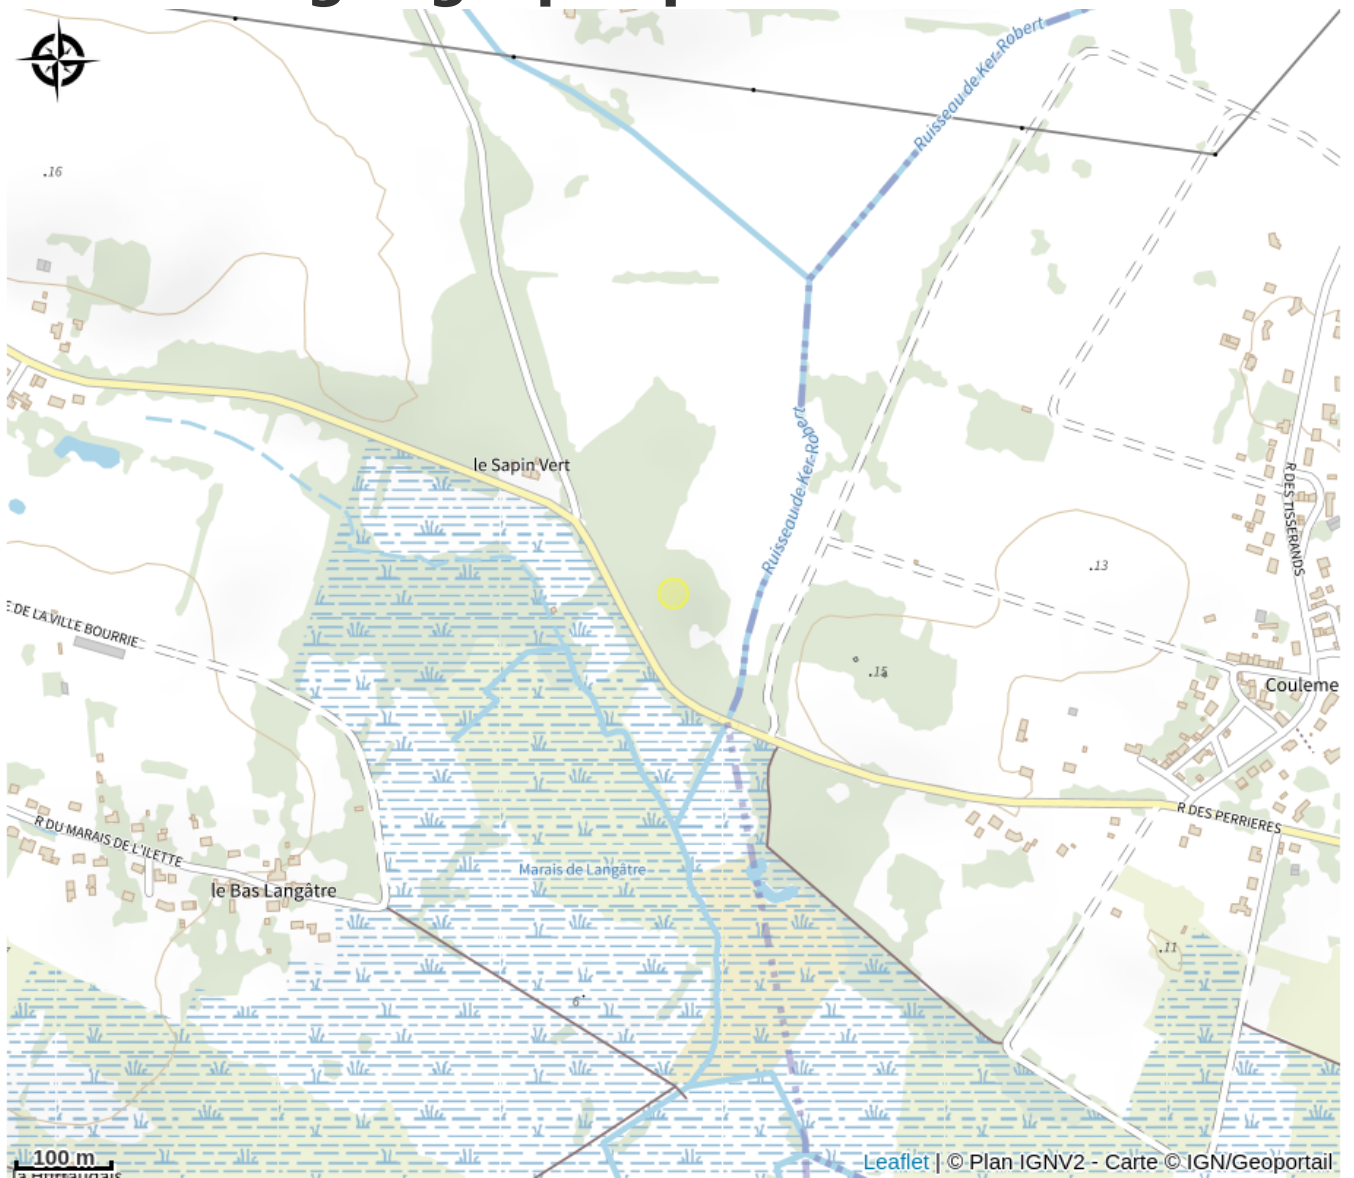 Ruisseau de Ker-Robert
.16
le Sapin Vert
Ruisseau de Ker-Robert
R DES TISSERANDS
.13
E DE LA VILLE BOURRIE
.15
Couleme
R DU MARAIS DE L'ILETTE
R DES PERRIERES
Marais de Langâtre
le Bas Langâtre
.11
6
100 m
Leaflet | © Plan IGNV2 - Carte © IGN/Geoportail